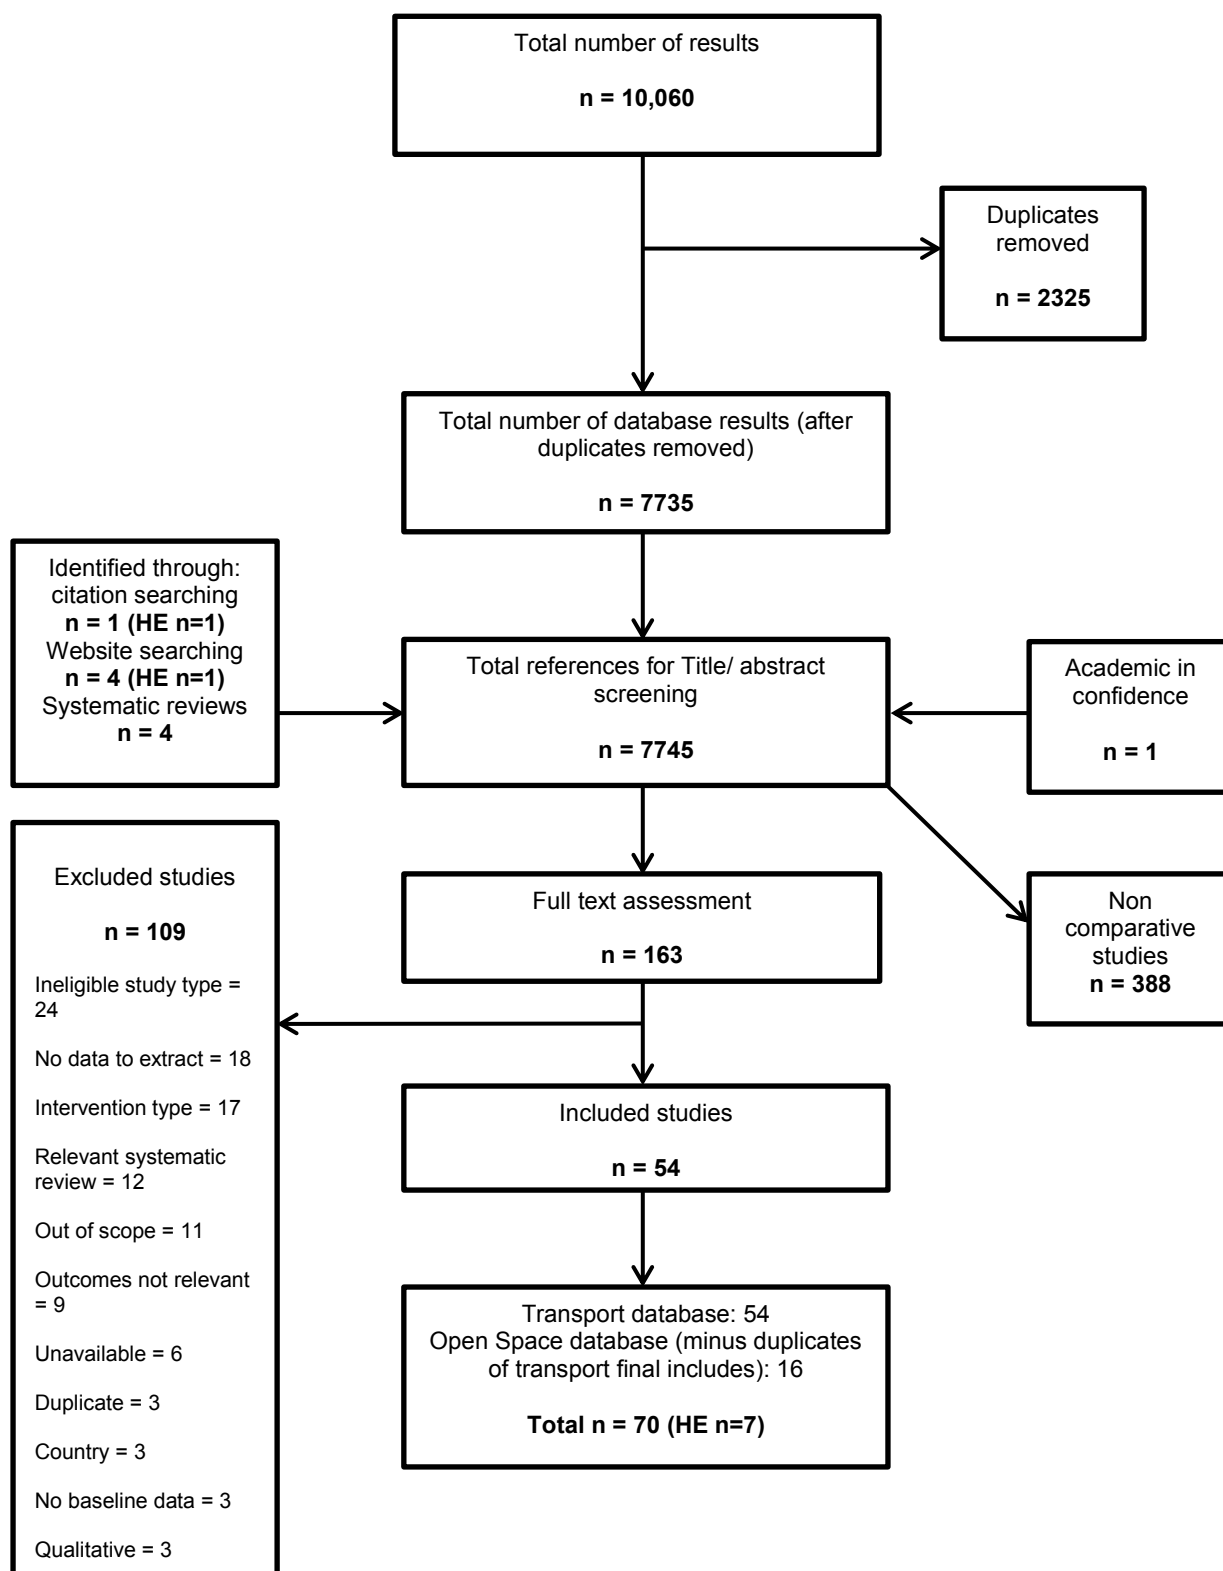 Total number of results
n = 10,060
Duplicates
removed
n = 2325
Total number of database results (after
duplicates removed)
n = 7735
Identified through:
citation searching
n = 1 (HE n=1)
Website searching
n = 4 (HE n=1)
Systematic reviews
n = 4
Total references for Title/ abstract
screening
n = 7745
Academic in
confidence
n = 1
Excluded studies
n = 109
Ineligible study type =
24
No data to extract = 18
Intervention type = 17
Relevant systematic
review = 12
Out of scope = 11
Outcomes not relevant
= 9
Unavailable = 6
Duplicate = 3
Country = 3
No baseline data = 3
Qualitative = 3
Full text assessment
n = 163
Non
comparative
studies
n = 388
Included studies
n = 54
Transport database: 54
Open Space database (minus duplicates
of transport final includes): 16
Total n = 70 (HE n=7)